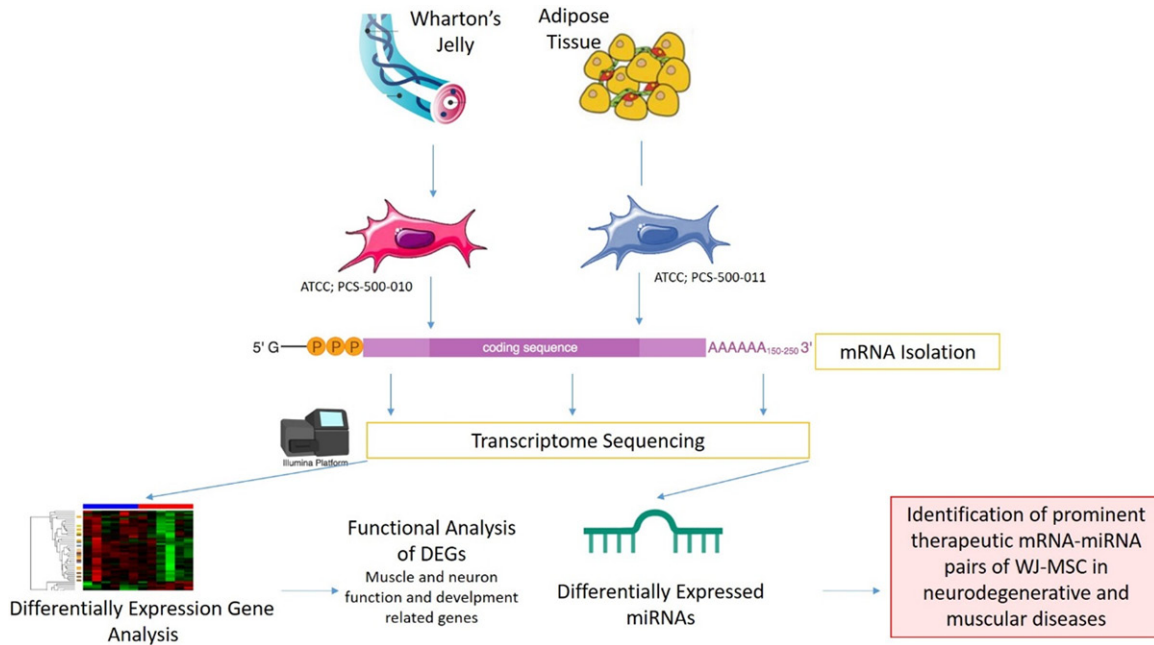 Wharton's
Jelly
Adipose
Tissue
ATCC; PCS-500-010
ATCC; PCS-500-011
5' G
P P P
coding sequence
AAAAAA150-250 3'
mRNA Isolation
Illumina Platform
Transcriptome Sequencing
Differentially Expression Gene
Analysis
Functional Analysis
of DEGs
Muscle and neuron
function and develpment
related genes
Differentially Expressed
miRNAs
Identification of prominent
therapeutic mRNA-miRNA
pairs of WJ-MSC in
neurodegenerative and
muscular diseases